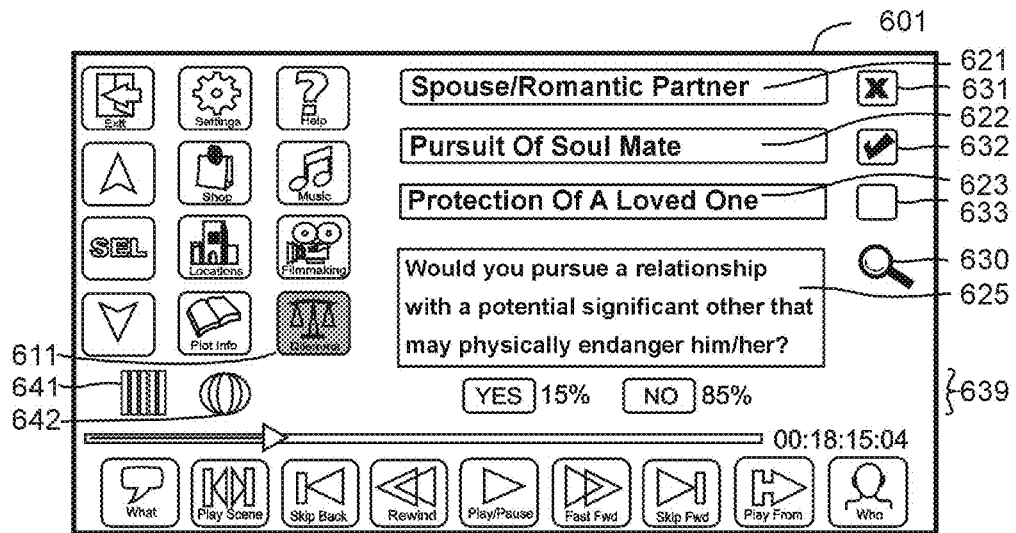 601
621
631
622
632
623
633
630
625
611
641
642
639
Exit
Settings
Help
Shop
Music
SEL
Locations
Filmmaking
Plot Info
Spouse/Romantic Partner
Pursuit Of Soul Mate
Protection Of A Loved One
Would you pursue a relationship
with a potential significant other that
may physically endanger him/her?
YES 15% NO 85%
00:18:15:04
What
Play Scene
Skip Back
Rewind
Play/Pause
Fast Fwd
Skip Fwd
Play From
Who